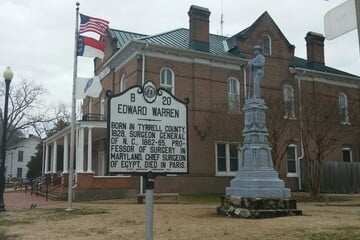 B 20
EDWARD WARREN
BORN IN TYRRELL COUNTY,
1828. SURGEON GENERAL
OF N. C., 1862-65. PRO-
FESSOR OF SURGERY IN
MARYLAND, CHIEF SURGEON
OF EGYPT. DIED IN PARIS.